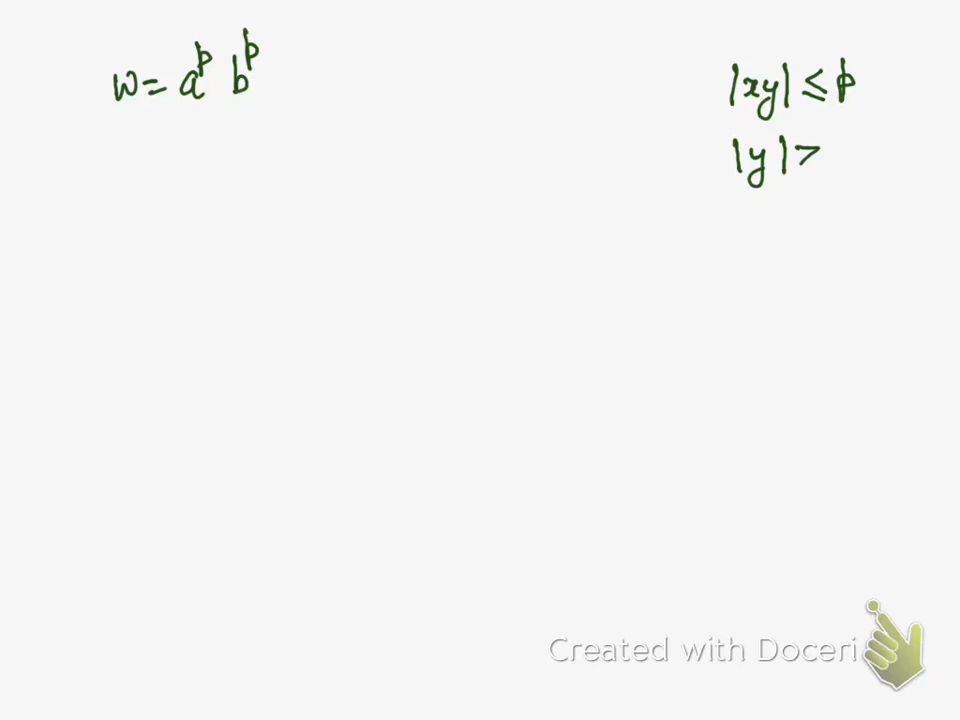 w = a^p b^p
|xy| ≤ p
|y| >
Created with Doceri